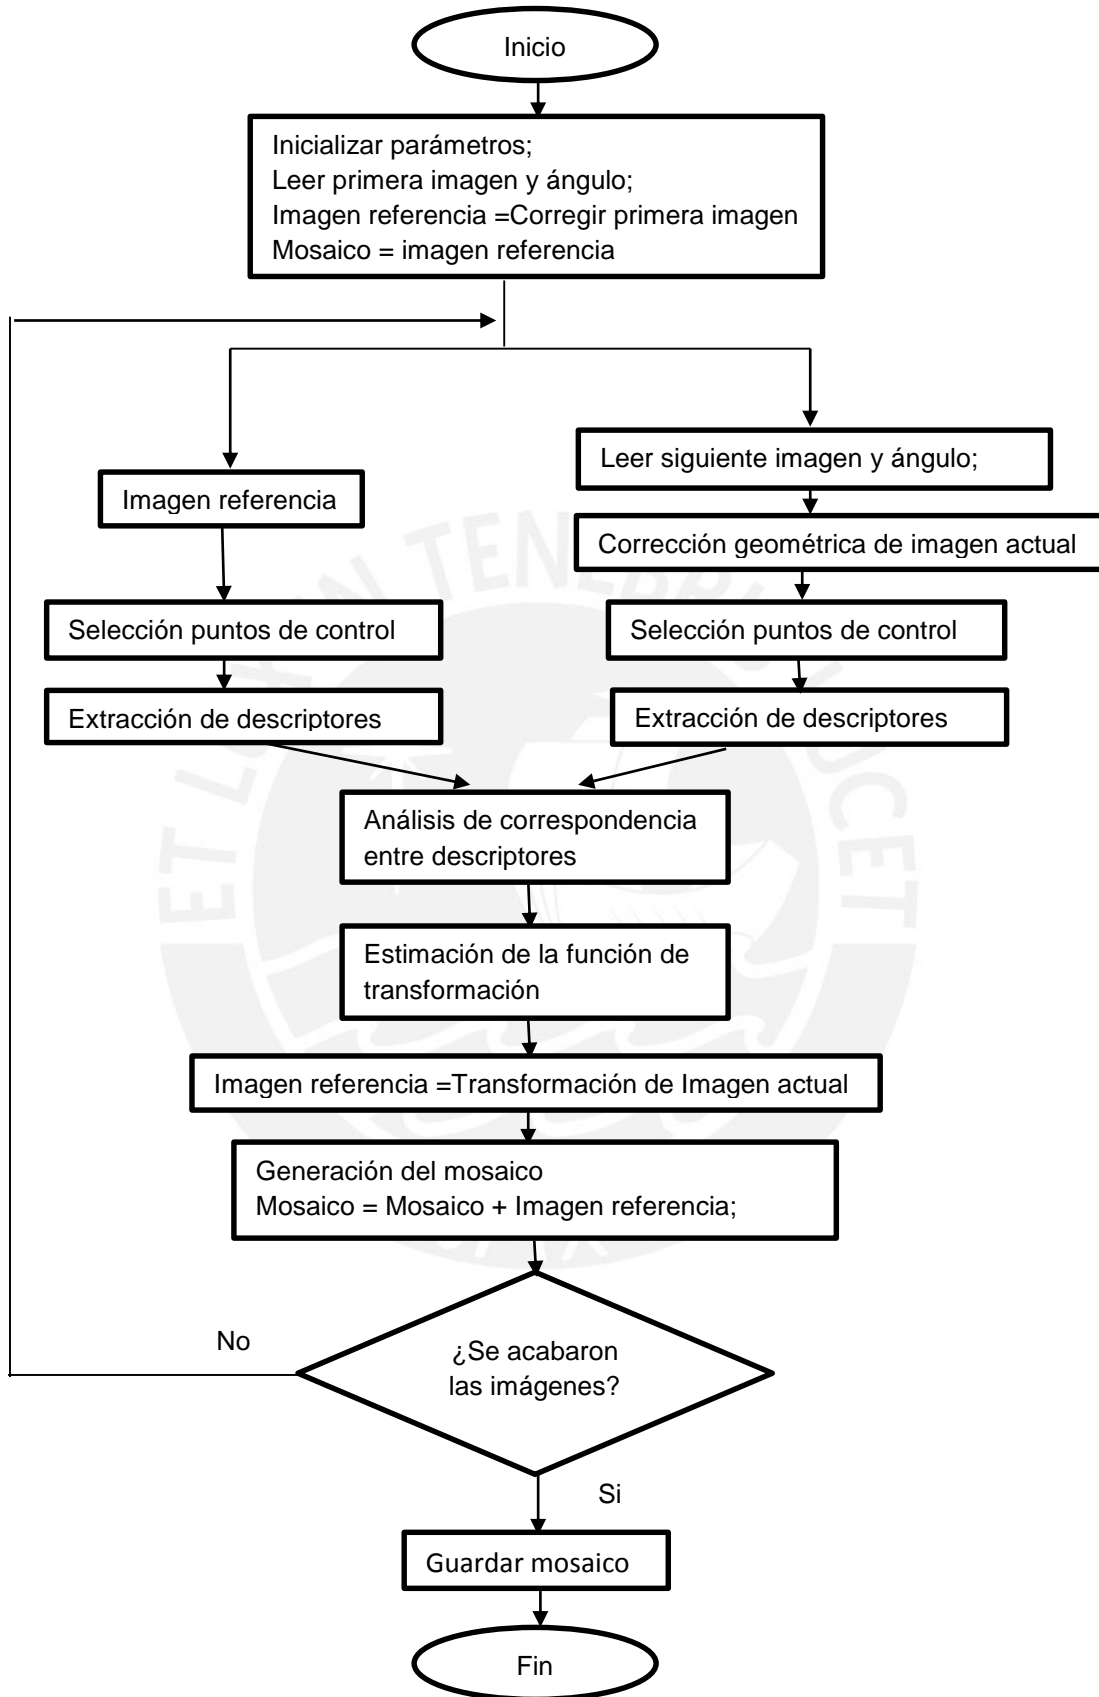 Inicio
Inicializar parámetros;
Leer primera imagen y ángulo;
Imagen referencia =Corregir primera imagen
Mosaico = imagen referencia
Leer siguiente imagen y ángulo;
Imagen referencia
Corrección geométrica de imagen actual
Selección puntos de control
Selección puntos de control
Extracción de descriptores
Extracción de descriptores
Análisis de correspondencia
entre descriptores
Estimación de la función de
transformación
Imagen referencia =Transformación de Imagen actual
Generación del mosaico
Mosaico = Mosaico + Imagen referencia;
No
¿Se acabaron
las imágenes?
Si
Guardar mosaico
Fin